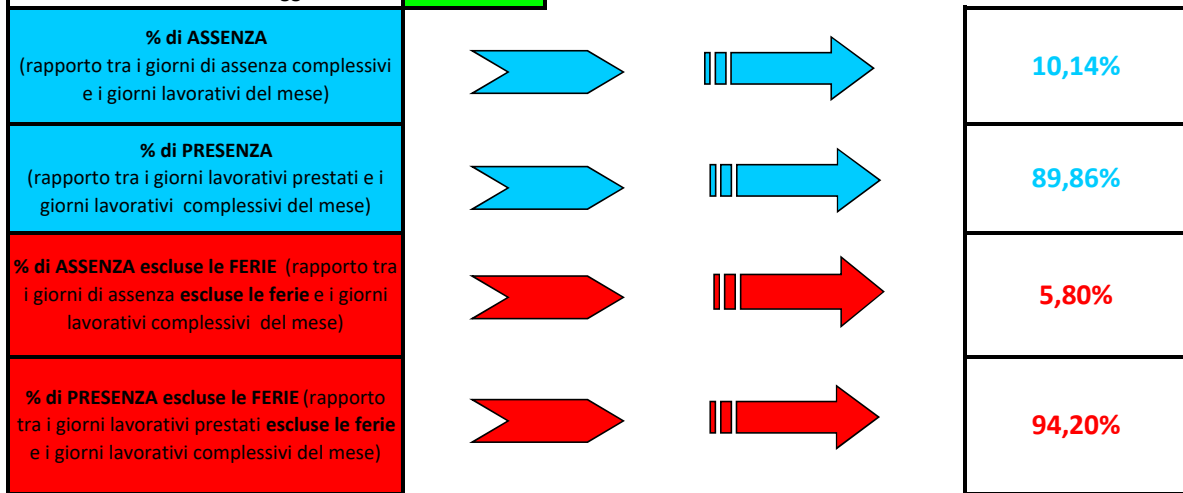 % di ASSENZA
(rapporto tra i giorni di assenza complessivi
e i giorni lavorativi del mese)
10,14%
% di PRESENZA
(rapporto tra i giorni lavorativi prestati e i
giorni lavorativi complessivi del mese)
89,86%
% di ASSENZA escluse le FERIE (rapporto tra
i giorni di assenza escluse le ferie e i giorni
lavorativi complessivi del mese)
5,80%
% di PRESENZA escluse le FERIE (rapporto
tra i giorni lavorativi prestati escluse le ferie
e i giorni lavorativi complessivi del mese)
94,20%